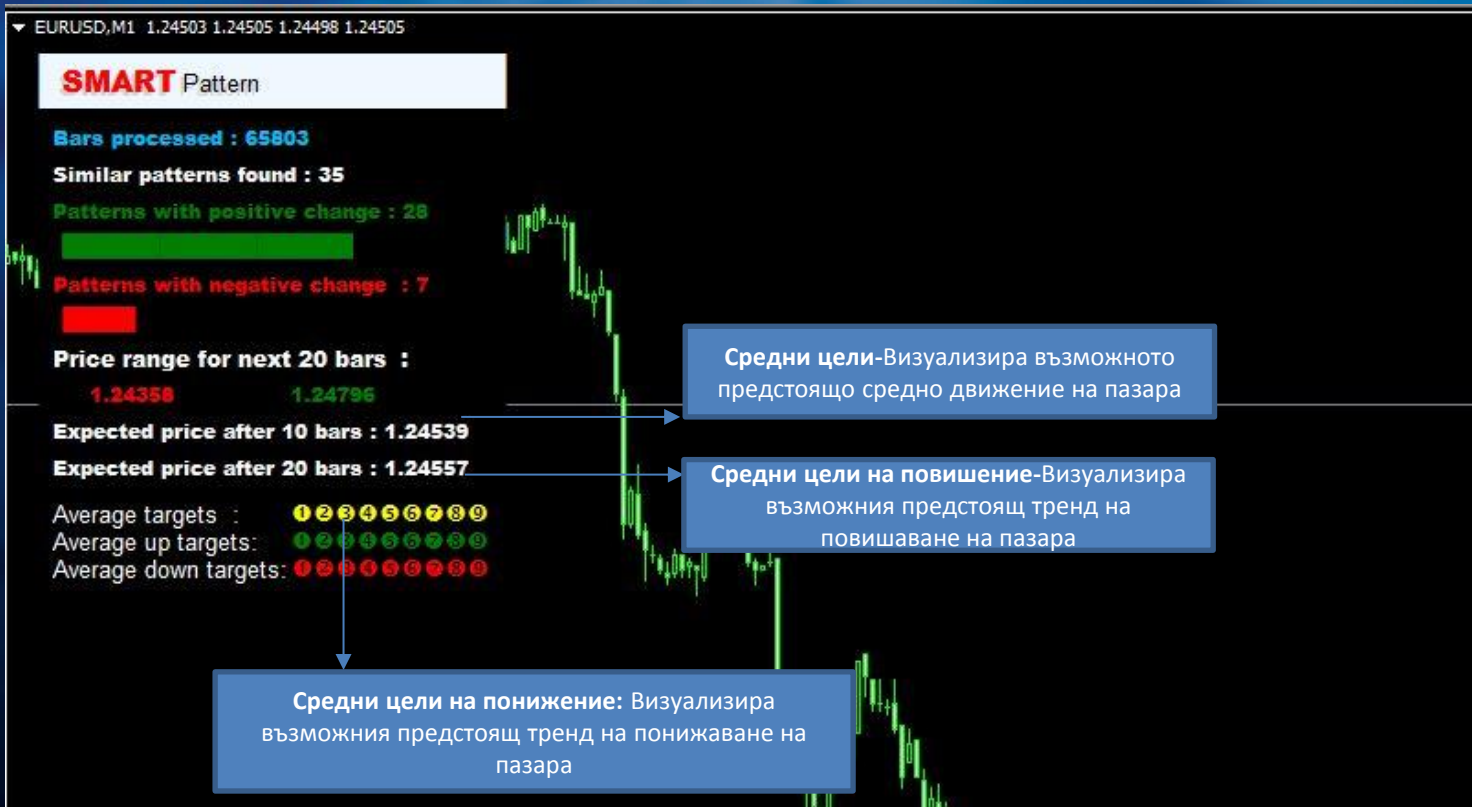 EURUSD,M1 1.24503 1.24505 1.24498 1.24505
SMART Pattern
Bars processed : 65803
Similar patterns found : 35
Patterns with positive change : 28
Patterns with negative change : 7
Price range for next 20 bars :
1.24358 1.24796
Expected price after 10 bars : 1.24539
Expected price after 20 bars : 1.24557
Average targets : ❶❷❸❹❺❻❼❽❾
Average up targets: ❶❷❸❹❺❻❼❽❾
Average down targets: ❶❷❸❹❺❻❼❽❾
Средни цели-Визуализира възможното
предстоящо средно движение на пазара
Средни цели на повишение-Визуализира
възможния предстоящ тренд на
повишаване на пазара
Средни цели на понижение: Визуализира
възможния предстоящ тренд на понижаване на
пазара